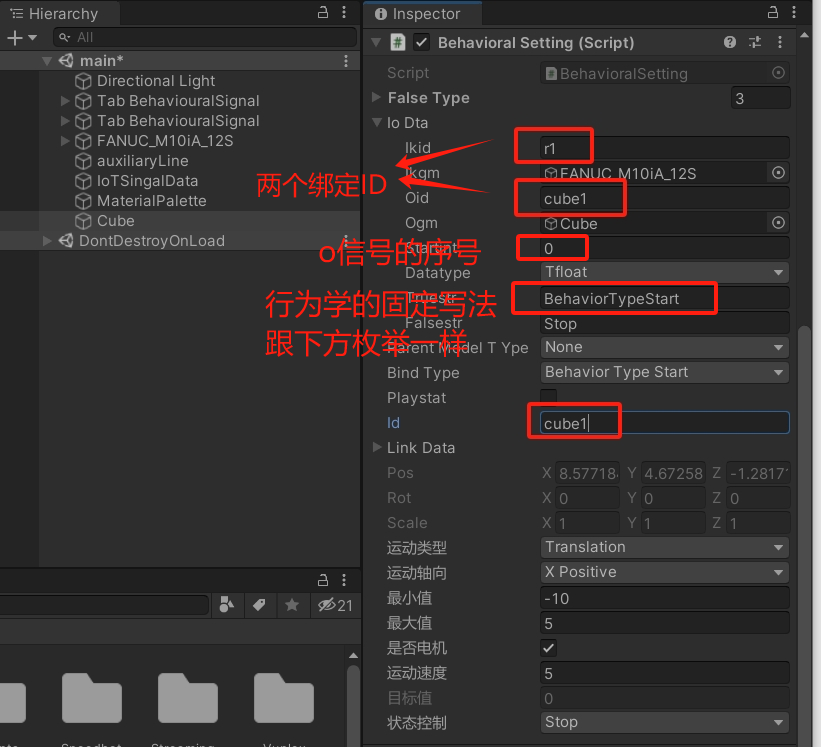 Hierarchy
All
main*
Directional Light
Tab BehaviouralSignal
Tab BehaviouralSignal
FANUC_M10iA_12S
auxiliaryLine
IoTSingalData
MaterialPalette
Cube
DontDestroyOnLoad
21
Inspector
Behavioral Setting (Script)
Script BehavioralSetting
False Type 3
Io Dta
Ikid r1
Ikgm FANUC_M10iA_12S
两个绑定ID
Oid cube1
Ogm Cube
Startint 0
o信号的序号
Datatype Tfloat
Truestr BehaviorTypeStart
行为学的固定写法
Falsestr Stop
跟下方枚举一样
Parent Model T Ype None
Bind Type Behavior Type Start
Playstat
Id cube1
Link Data
Pos X 8.57718 Y 4.67258 Z -1.2817
Rot X 0 Y 0 Z 0
Scale X 1 Y 1 Z 1
运动类型 Translation
运动轴向 X Positive
最小值 -10
最大值 5
是否电机
运动速度 5
目标值 0
状态控制 Stop